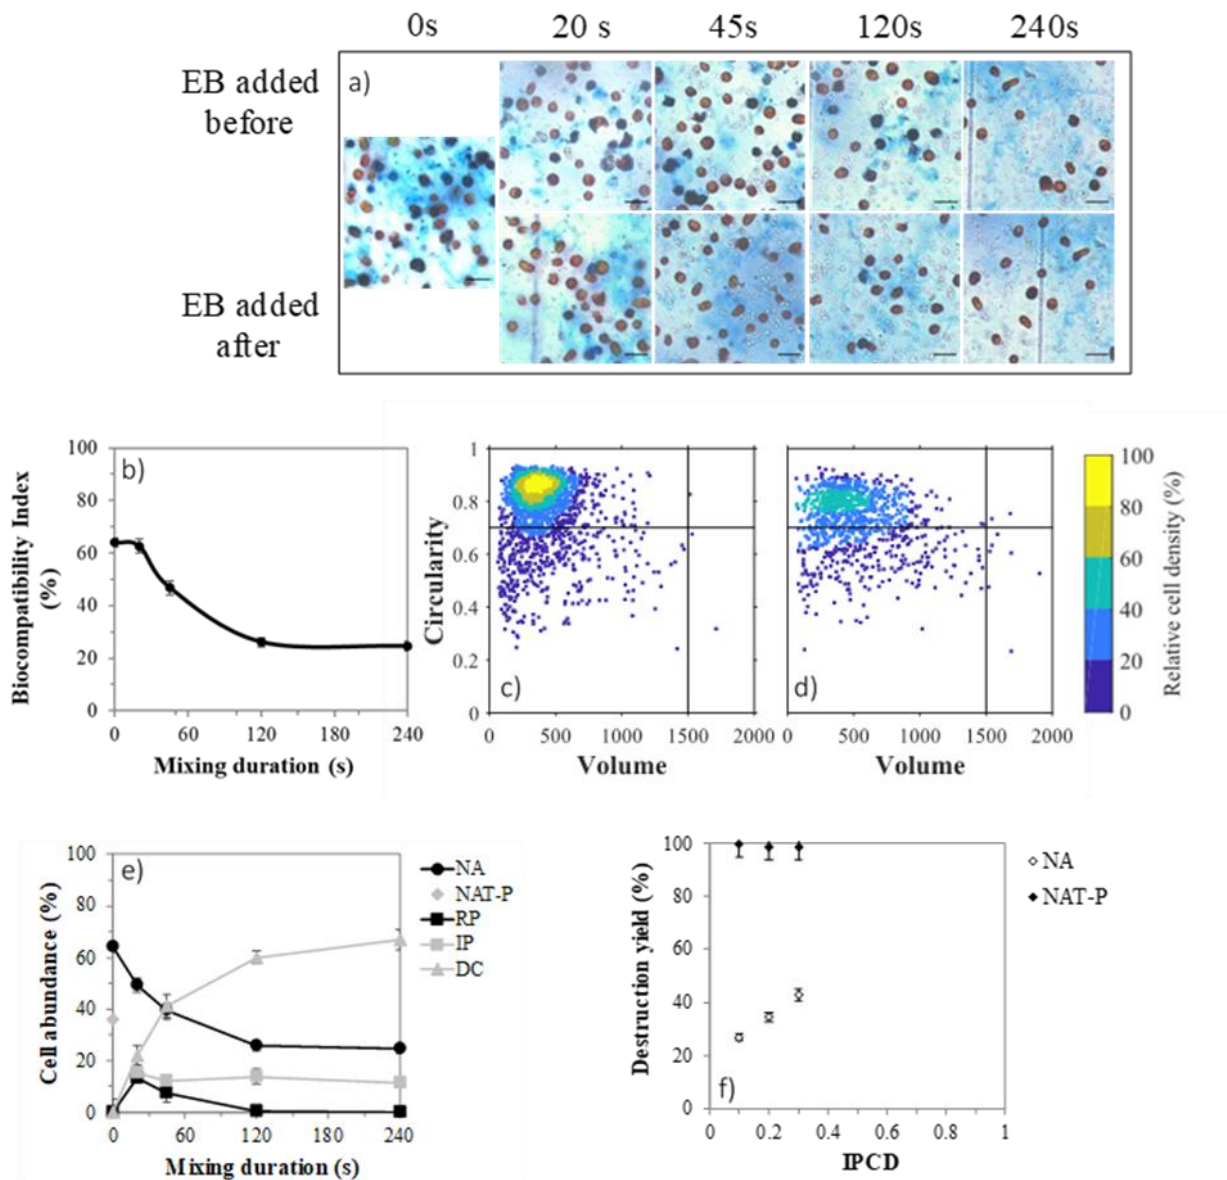 0s 20 s 45s 120s 240s
EB added
before
a)
EB added
after
b)
Biocompatibility Index
(%)
100
80
60
40
20
0
0 60 120 180 240
Mixing duration (s)
Circularity
1
0.8
0.6
0.4
0.2
0
c)
0 500 1000 1500 2000
Volume
d)
0 500 1000 1500 2000
Volume
100
80
60
40
20
0
Relative cell density (%)
e)
Cell abundance (%)
100
80
60
40
20
0
0 60 120 180 240
Mixing duration (s)
NA
NAT-P
RP
IP
DC
Destruction yield (%)
100
80
60
40
20
0
f)
0 0.2 0.4 0.6 0.8 1
IPCD
NA
NAT-P